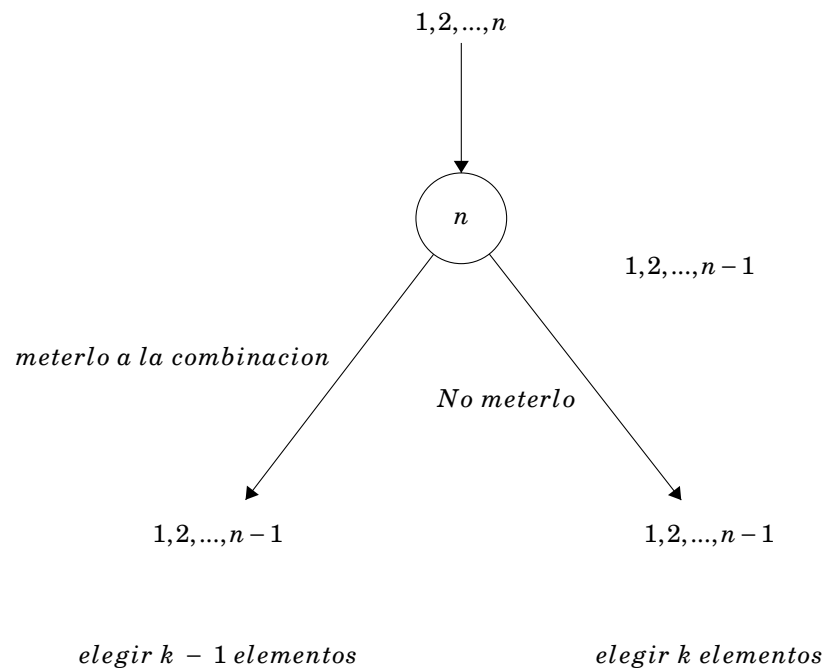 1,2,...,n
n
1,2,...,n − 1
meterlo a la combinacion
No meterlo
1,2,...,n − 1
1,2,...,n − 1
elegir k − 1 elementos
elegir k elementos